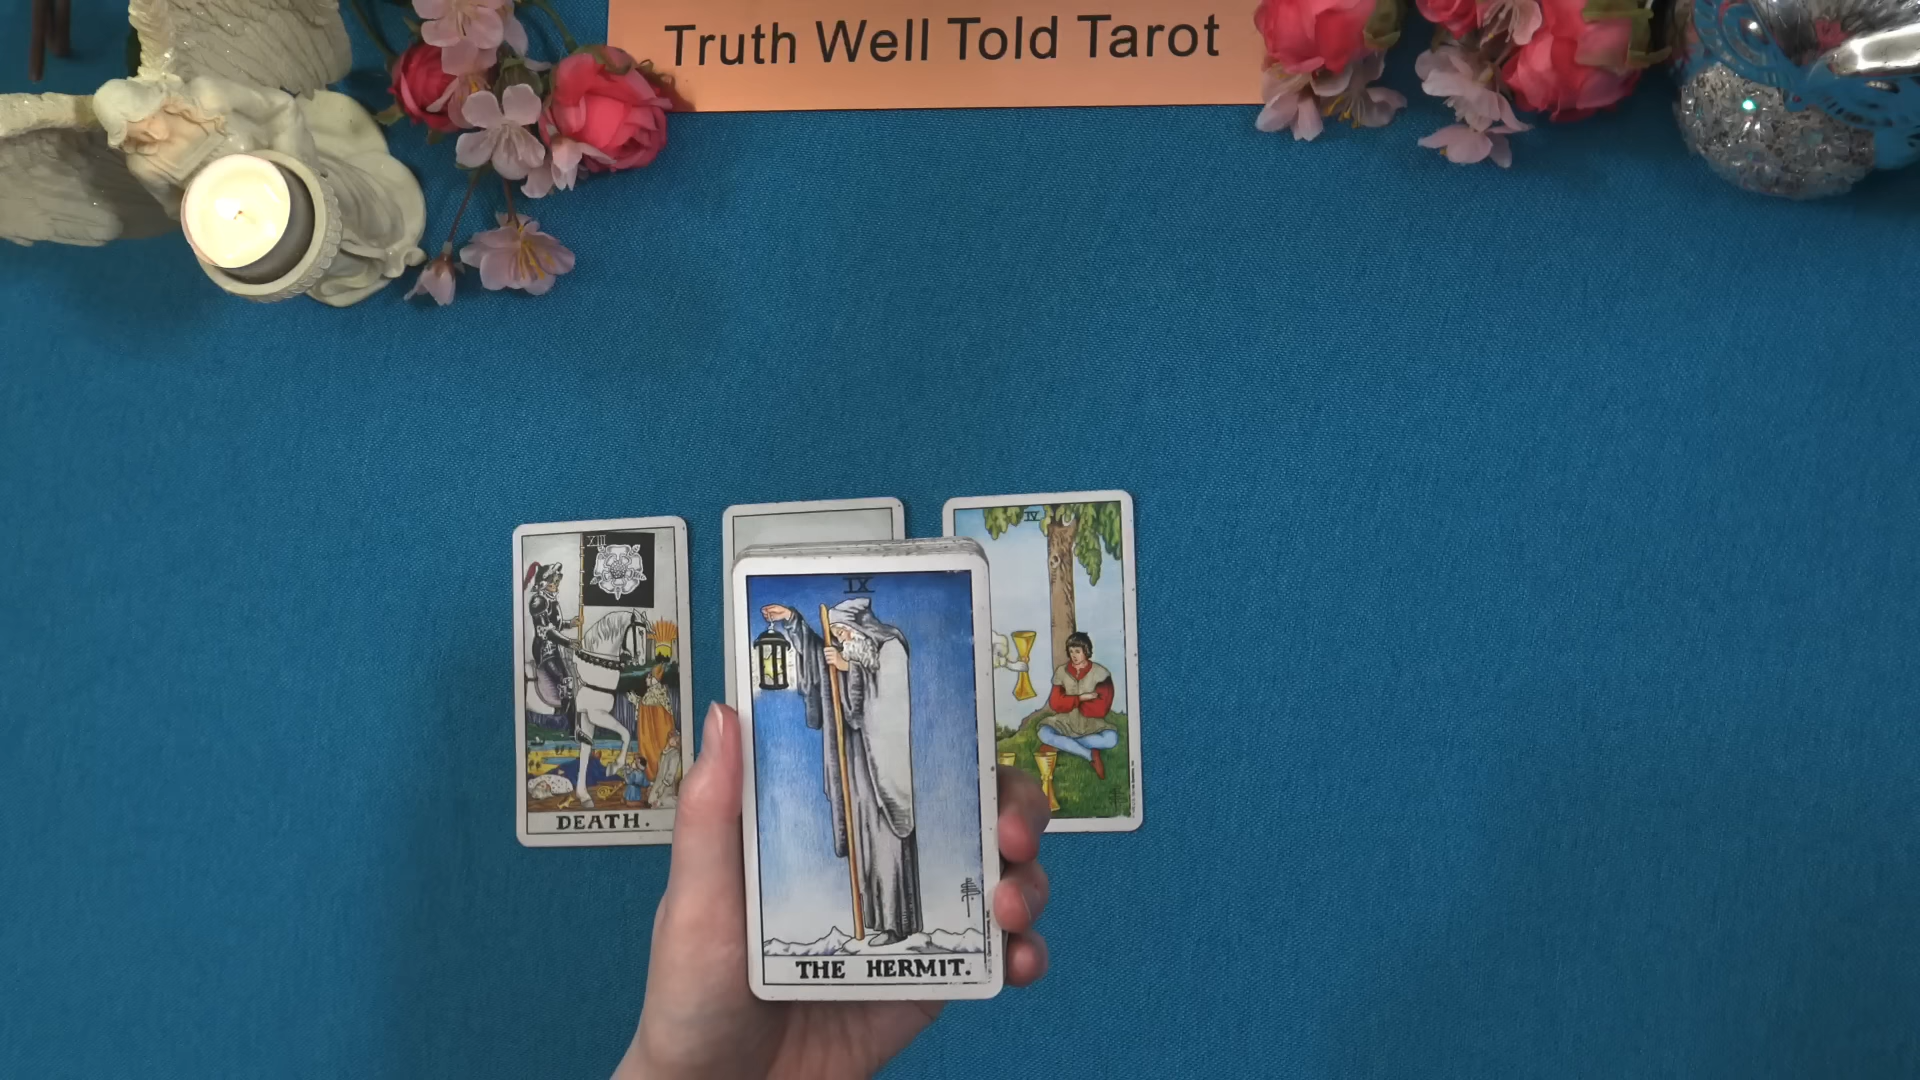 Truth Well Told Tarot
XIII
IV
IX
DEATH.
THE HERMIT.